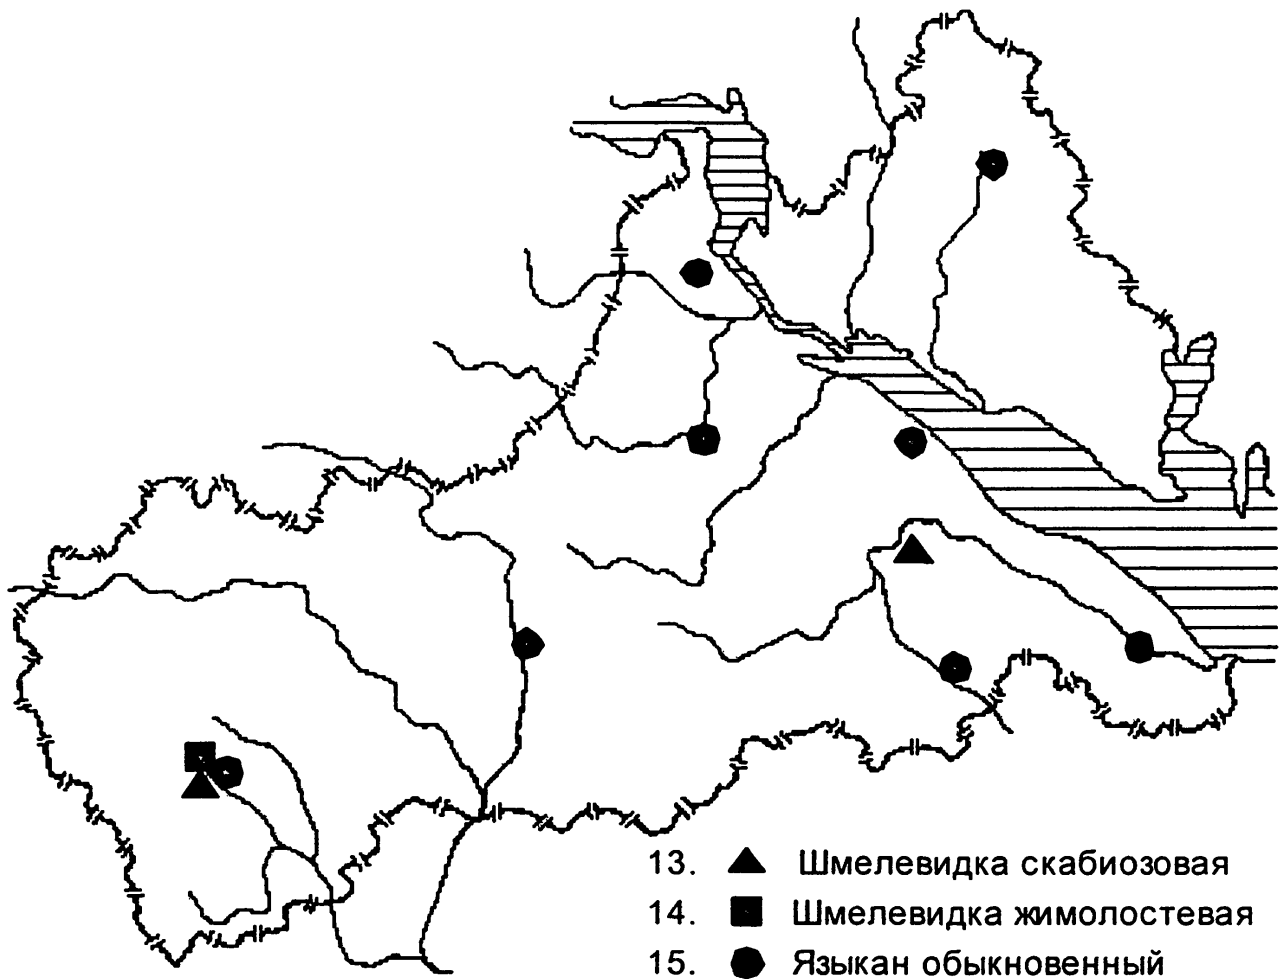 13. ▲ Шмелевидка скабиозовая
14. ■ Шмелевидка жимолостевая
15. ● Языкан обыкновенный